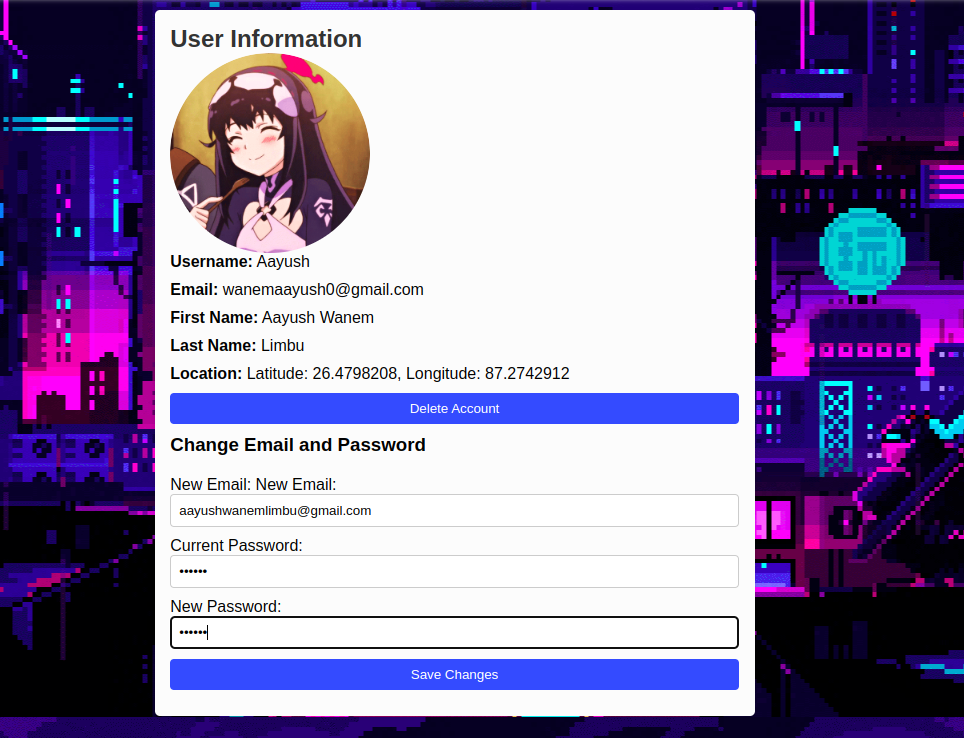 User Information
Username: Aayush
Email: wanemaayush0@gmail.com
First Name: Aayush Wanem
Last Name: Limbu
Location: Latitude: 26.4798208, Longitude: 87.2742912
Delete Account
Change Email and Password
New Email: New Email:
aayushwanemlimbu@gmail.com
Current Password:
••••••
New Password:
••••••
Save Changes